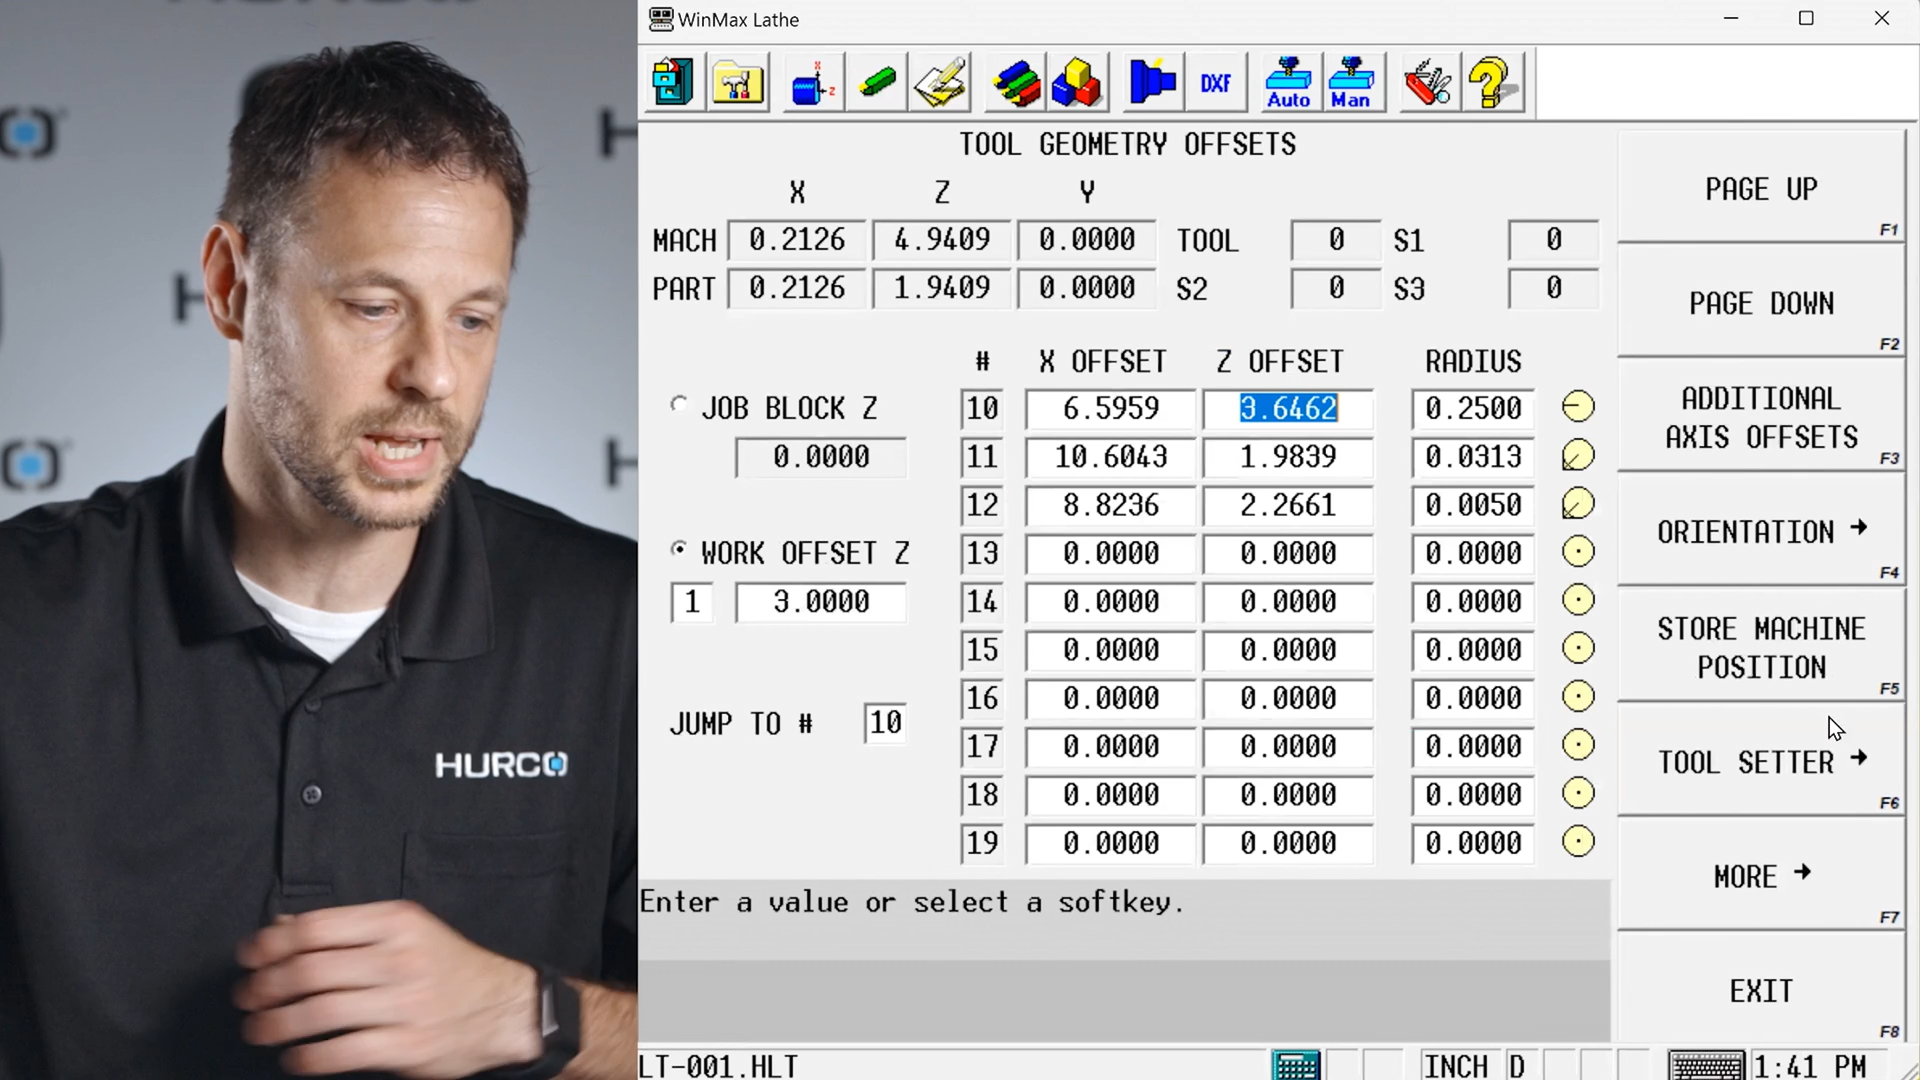 WinMax Lathe
DXF
Auto
Man
TOOL GEOMETRY OFFSETS
X Z Y
MACH 0.2126 4.9409 0.0000 TOOL 0 S1 0
PART 0.2126 1.9409 0.0000 S2 0 S3 0
# X OFFSET Z OFFSET RADIUS
JOB BLOCK Z
0.0000
WORK OFFSET Z
1 3.0000
JUMP TO # 10
10 6.5959 3.6462 0.2500
11 10.6043 1.9839 0.0313
12 8.8236 2.2661 0.0050
13 0.0000 0.0000 0.0000
14 0.0000 0.0000 0.0000
15 0.0000 0.0000 0.0000
16 0.0000 0.0000 0.0000
17 0.0000 0.0000 0.0000
18 0.0000 0.0000 0.0000
19 0.0000 0.0000 0.0000
Enter a value or select a softkey.
LT-001.HLT
INCH D
1:41 PM
PAGE UP
F1
PAGE DOWN
F2
ADDITIONAL
AXIS OFFSETS
F3
ORIENTATION
F4
STORE MACHINE
POSITION
F5
TOOL SETTER
F6
MORE
F7
EXIT
F8
HURCO